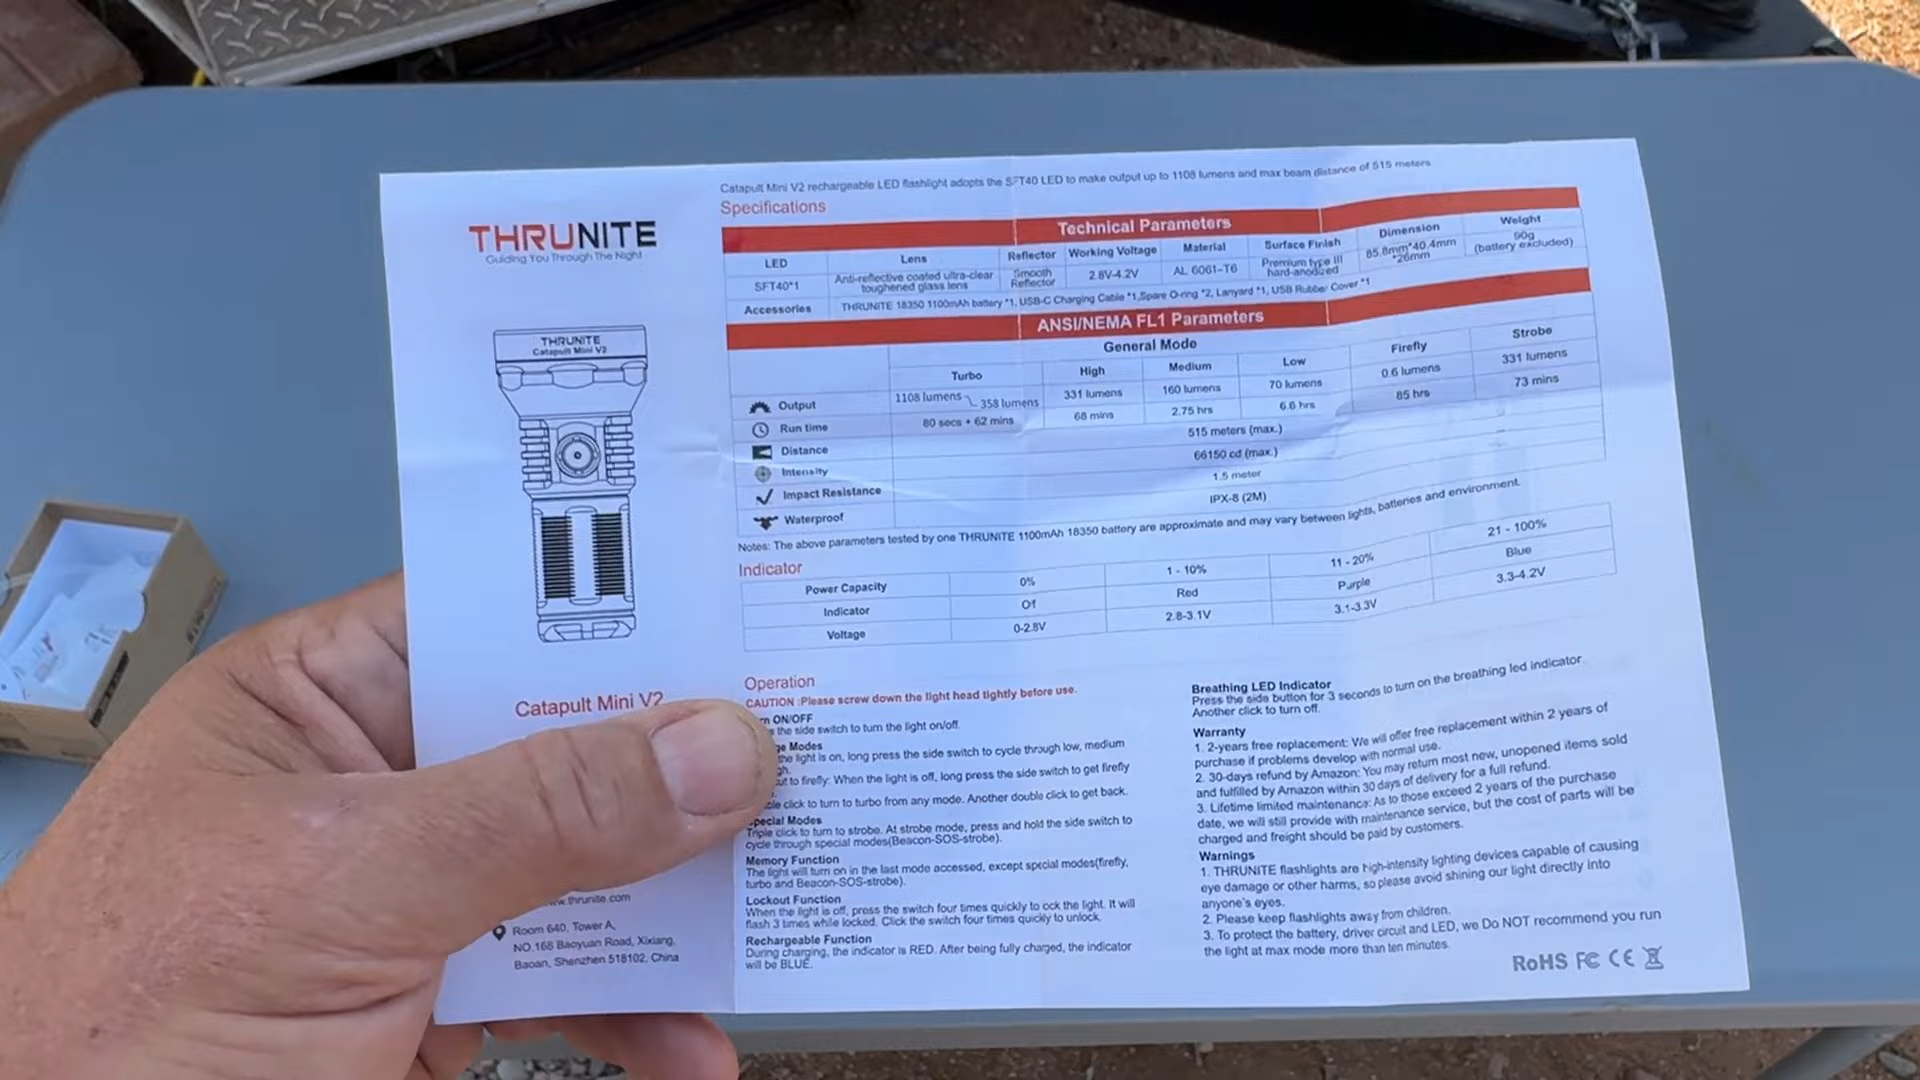 THRUNITE
Guiding You Through The Night
THRUNITE
Catapult Mini V2
Catapult Mini V2
www.thrunite.com
Room 640, Tower A,
NO.168 Baoyuan Road, Xixiang,
Baoan, Shenzhen 518102, China
Catapult Mini V2 rechargeable LED flashlight adopts the SFT40 LED to make output up to 1108 lumens and max beam distance of 515 meters
Specifications
Technical Parameters
LED Lens Reflector Working Voltage Material Surface Finish Dimension Weight
SFT40*1 Anti-reflective coated ultra-clear toughened glass lens Smooth Reflector 2.8V-4.2V AL 6061-T6 Premium type III hard-anodized 85.8mm*40.4mm *26mm 90g (battery excluded)
Accessories THRUNITE 18350 1100mAh battery *1, USB-C Charging Cable *1,Spare O-ring *2, Lanyard *1, USB Rubber Cover *1
ANSI/NEMA FL1 Parameters
General Mode
Turbo High Medium Low Firefly Strobe
Output 1108 lumens 358 lumens 331 lumens 160 lumens 70 lumens 0.6 lumens 331 lumens
Run time 80 secs + 62 mins 68 mins 2.75 hrs 6.6 hrs 85 hrs 73 mins
Distance 515 meters (max.)
Intensity 66150 cd (max.)
Impact Resistance 1.5 meter
Waterproof IPX-8 (2M)
Notes: The above parameters tested by one THRUNITE 1100mAh 18350 battery are approximate and may vary between lights, batteries and environment.
Indicator
Power Capacity 0% 1 - 10% 11 - 20% 21 - 100%
Indicator Off Red Purple Blue
Voltage 0-2.8V 2.8-3.1V 3.1-3.3V 3.3-4.2V
Operation
CAUTION :Please screw down the light head tightly before use.
ON/OFF
the side switch to turn the light on/off.
Modes
the light is on, long press the side switch to cycle through low, medium
to firefly: When the light is off, long press the side switch to get firefly
click to turn to turbo from any mode. Another double click to get back.
Special Modes
Triple click to turn to strobe. At strobe mode, press and hold the side switch to
cycle through special modes(Beacon-SOS-strobe).
Memory Function
The light will turn on in the last mode accessed, except special modes(firefly,
turbo and Beacon-SOS-strobe).
Lockout Function
When the light is off, press the switch four times quickly to lock the light. It will
flash 3 times while locked. Click the switch four times quickly to unlock.
Rechargeable Function
During charging, the indicator is RED. After being fully charged, the indicator
will be BLUE.
Breathing LED Indicator
Press the side button for 3 seconds to turn on the breathing led indicator
Another click to turn off.
Warranty
1. 2-years free replacement: We will offer free replacement within 2 years of
purchase if problems develop with normal use.
2. 30-days refund by Amazon: You may return most new, unopened items sold
and fulfilled by Amazon within 30 days of delivery for a full refund.
3. Lifetime limited maintenance: As to those exceed 2 years of the purchase
date, we will still provide with maintenance service, but the cost of parts will be
charged and freight should be paid by customers.
Warnings
1. THRUNITE flashlights are high-intensity lighting devices capable of causing
eye damage or other harms, so please avoid shining our light directly into
anyone's eyes.
2. Please keep flashlights away from children.
3. To protect the battery, driver circuit and LED, we Do NOT recommend you run
the light at max mode more than ten minutes.
RoHS FC CE